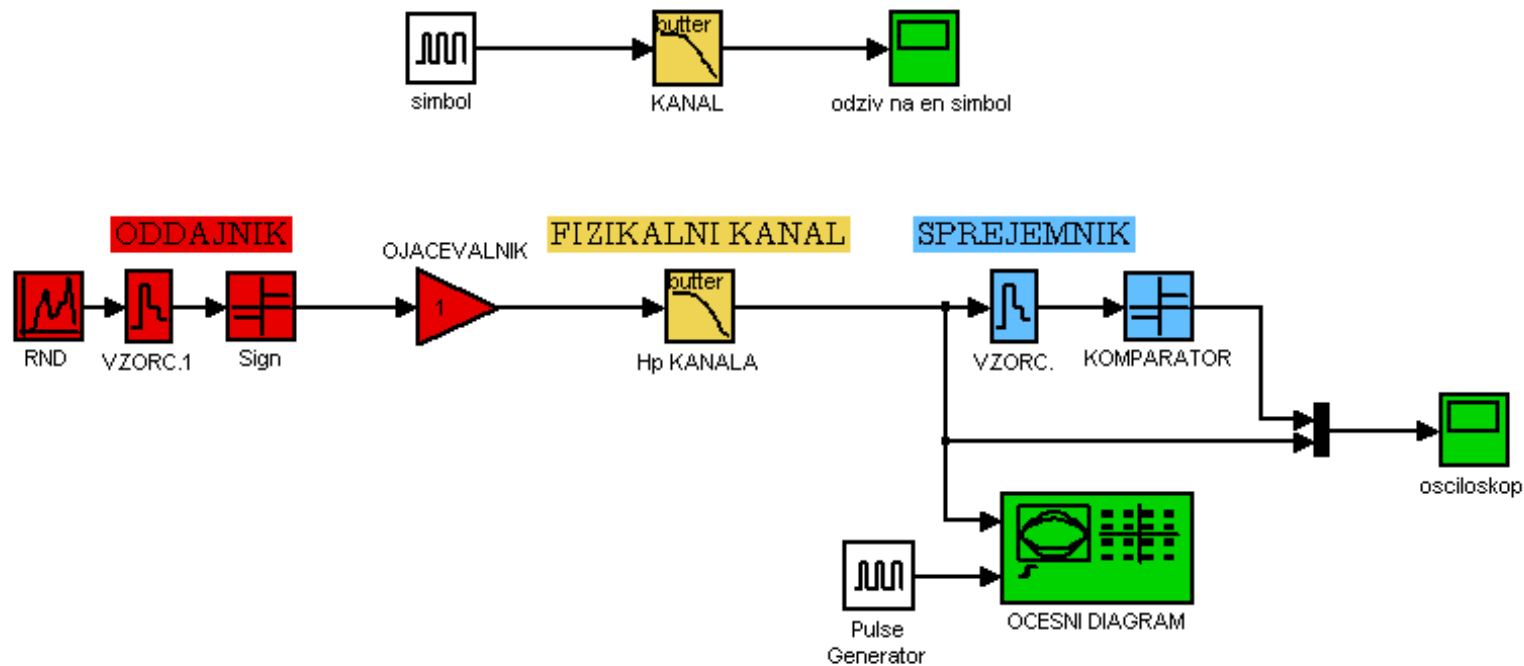 butter
simbol
KANAL
odziv na en simbol
ODDAJNIK
OJACEVALNIK
FIZIKALNI KANAL
SPREJEMNIK
butter
1
RND
VZORC.1
Sign
Hp KANALA
VZORC.
KOMPARATOR
osciloskop
OCESNI DIAGRAM
Pulse
Generator